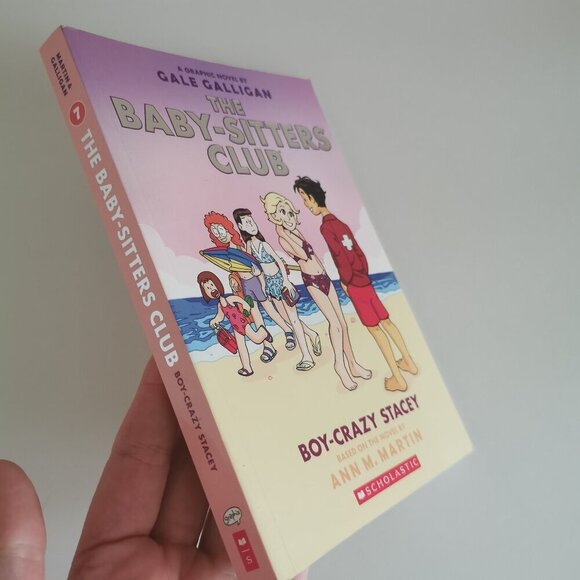 MARTIN &
GALLIGAN
7
THE BABY-SITTERS CLUB
BOY-CRAZY STACEY
A GRAPHIC NOVEL BY
GALE GALLIGAN
THE
BABY-SITTERS
CLUB
BOY-CRAZY STACEY
BASED ON THE NOVEL BY
ANN M. MARTIN
SCHOLASTIC